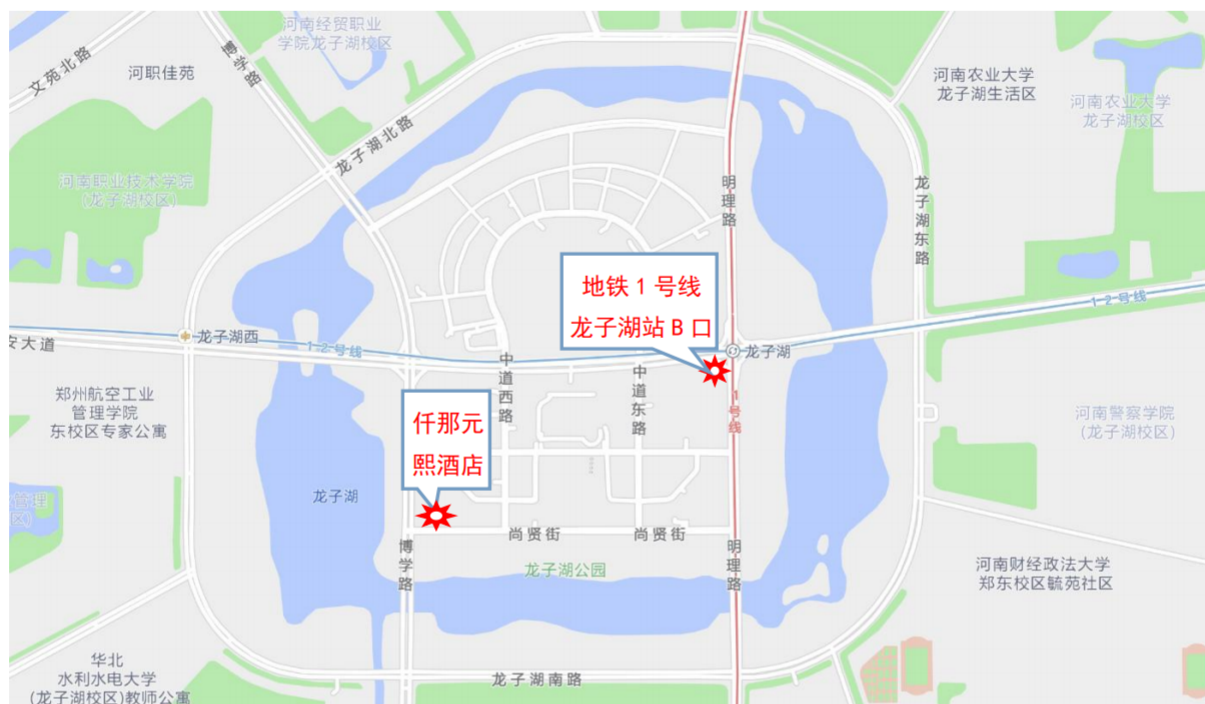 河南经贸职业
学院龙子湖校区
文苑北路
河职佳苑
博学路
河南农业大学
龙子湖生活区
河南农业大学
龙子湖校区
龙子湖北路
河南职业技术学院
(龙子湖校区)
明理路
龙子湖东路
地铁1号线
龙子湖站B口
12号线
龙子湖西
12号线
龙子湖
安大道
中道西路
中道东路
1号线
郑州航空工业
管理学院
东校区专家公寓
仟那元
熙酒店
河南警察学院
(龙子湖校区)
龙子湖
管理
区)
尚贤街
尚贤街
博学路
明理路
龙子湖公园
河南财经政法大学
郑东校区毓苑社区
华北
水利水电大学
(龙子湖校区)教师公寓
龙子湖南路